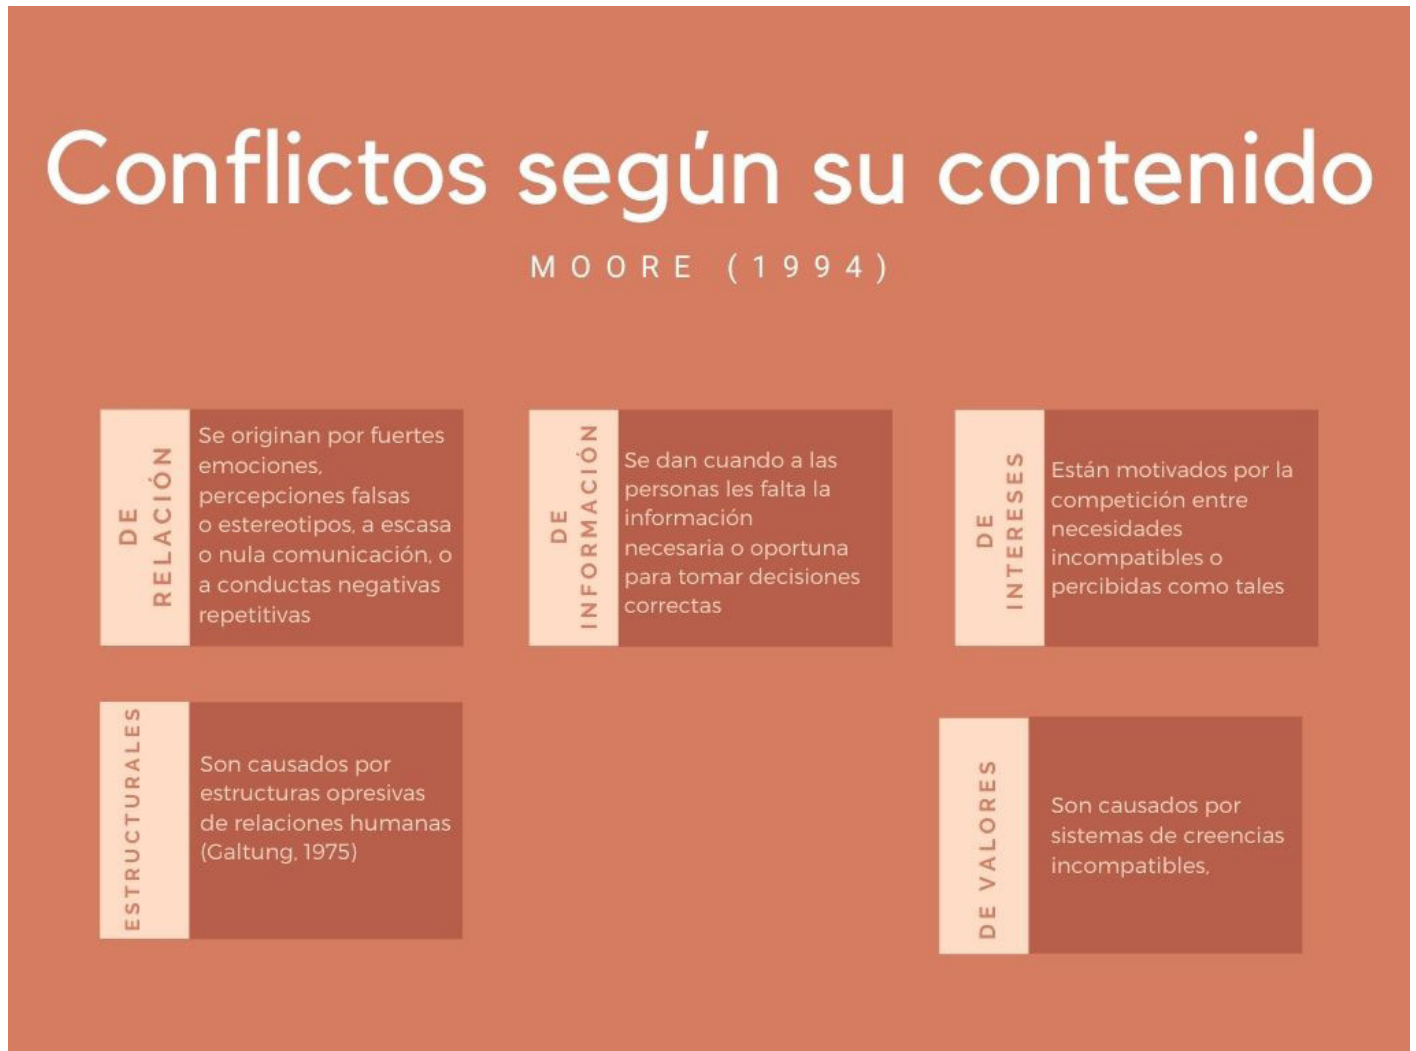 Conflictos según su contenido
MOORE (1994)
DE
RELACIÓN
Se originan por fuertes
emociones,
percepciones falsas
o estereotipos, a escasa
o nula comunicación, o
a conductas negativas
repetitivas
DE
INFORMACIÓN
Se dan cuando a las
personas les falta la
información
necesaria o oportuna
para tomar decisiones
correctas
DE
INTERESES
Están motivados por la
competición entre
necesidades
incompatibles o
percibidas como tales
ESTRUCTURALES
Son causados por
estructuras opresivas
de relaciones humanas
(Galtung, 1975)
DE VALORES
Son causados por
sistemas de creencias
incompatibles,